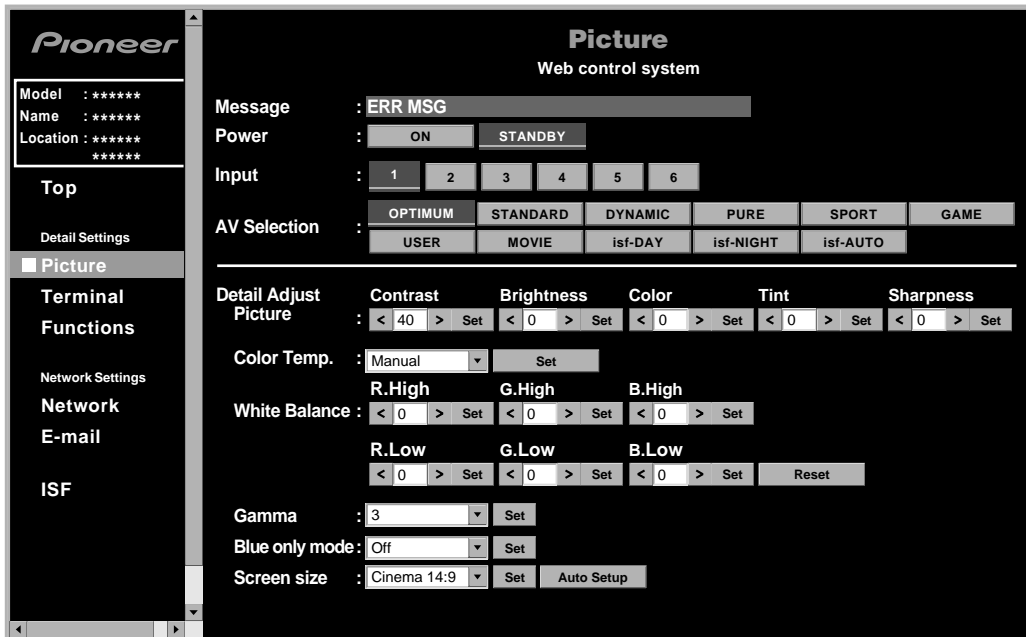 Pioneer
Model : ******
Name : ******
Location : ******
******
Top
Detail Settings
Picture
Terminal
Functions
Network Settings
Network
E-mail
ISF
Picture
Web control system
Message : ERR MSG
Power : ON STANDBY
Input : 1 2 3 4 5 6
AV Selection : OPTIMUM STANDARD DYNAMIC PURE SPORT GAME
USER MOVIE isf-DAY isf-NIGHT isf-AUTO
Detail Adjust Contrast Brightness Color Tint Sharpness
Picture : < 40 > Set < 0 > Set < 0 > Set < 0 > Set < 0 > Set
Color Temp. : Manual Set
R.High G.High B.High
White Balance : < 0 > Set < 0 > Set < 0 > Set
R.Low G.Low B.Low
< 0 > Set < 0 > Set < 0 > Set Reset
Gamma : 3 Set
Blue only mode : Off Set
Screen size : Cinema 14:9 Set Auto Setup